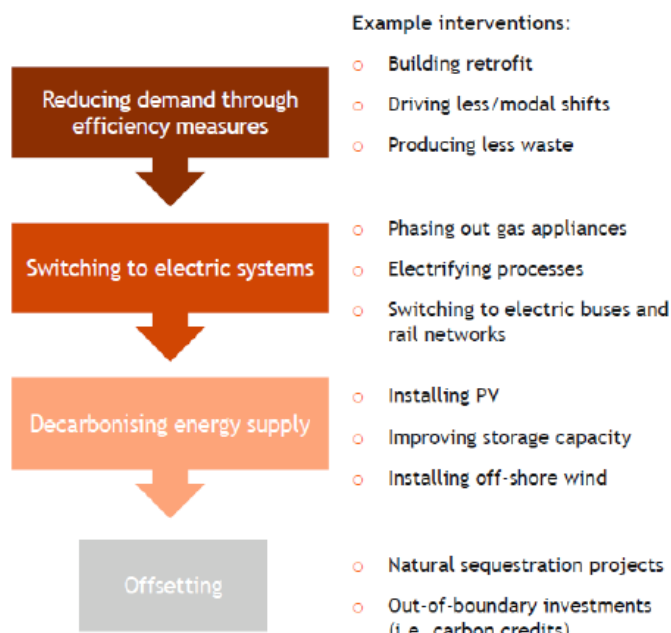 Example interventions:
Reducing demand through
efficiency measures
○ Building retrofit
○ Driving less/modal shifts
○ Producing less waste
Switching to electric systems
○ Phasing out gas appliances
○ Electrifying processes
○ Switching to electric buses and
rail networks
Decarbonising energy supply
○ Installing PV
○ Improving storage capacity
○ Installing off-shore wind
Offsetting
○ Natural sequestration projects
○ Out-of-boundary investments
(i.e. carbon credits)